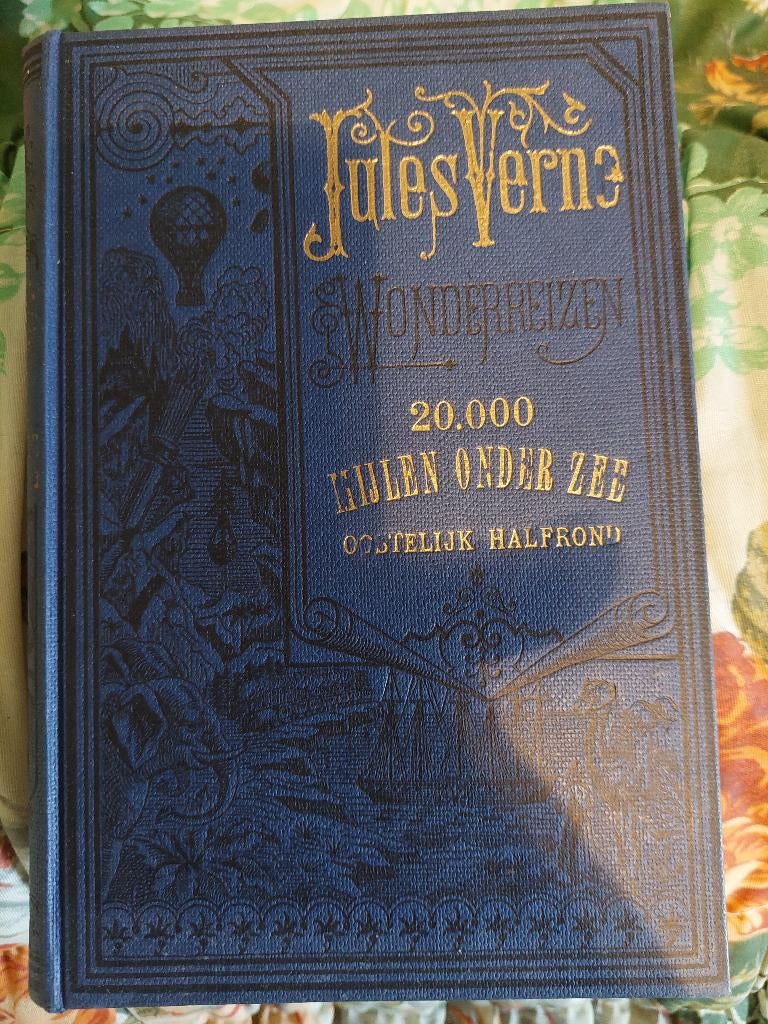 Jules Verne
Wonderreizen
20.000
MIJLEN ONDER ZEE
OOSTELIJK HALFROND